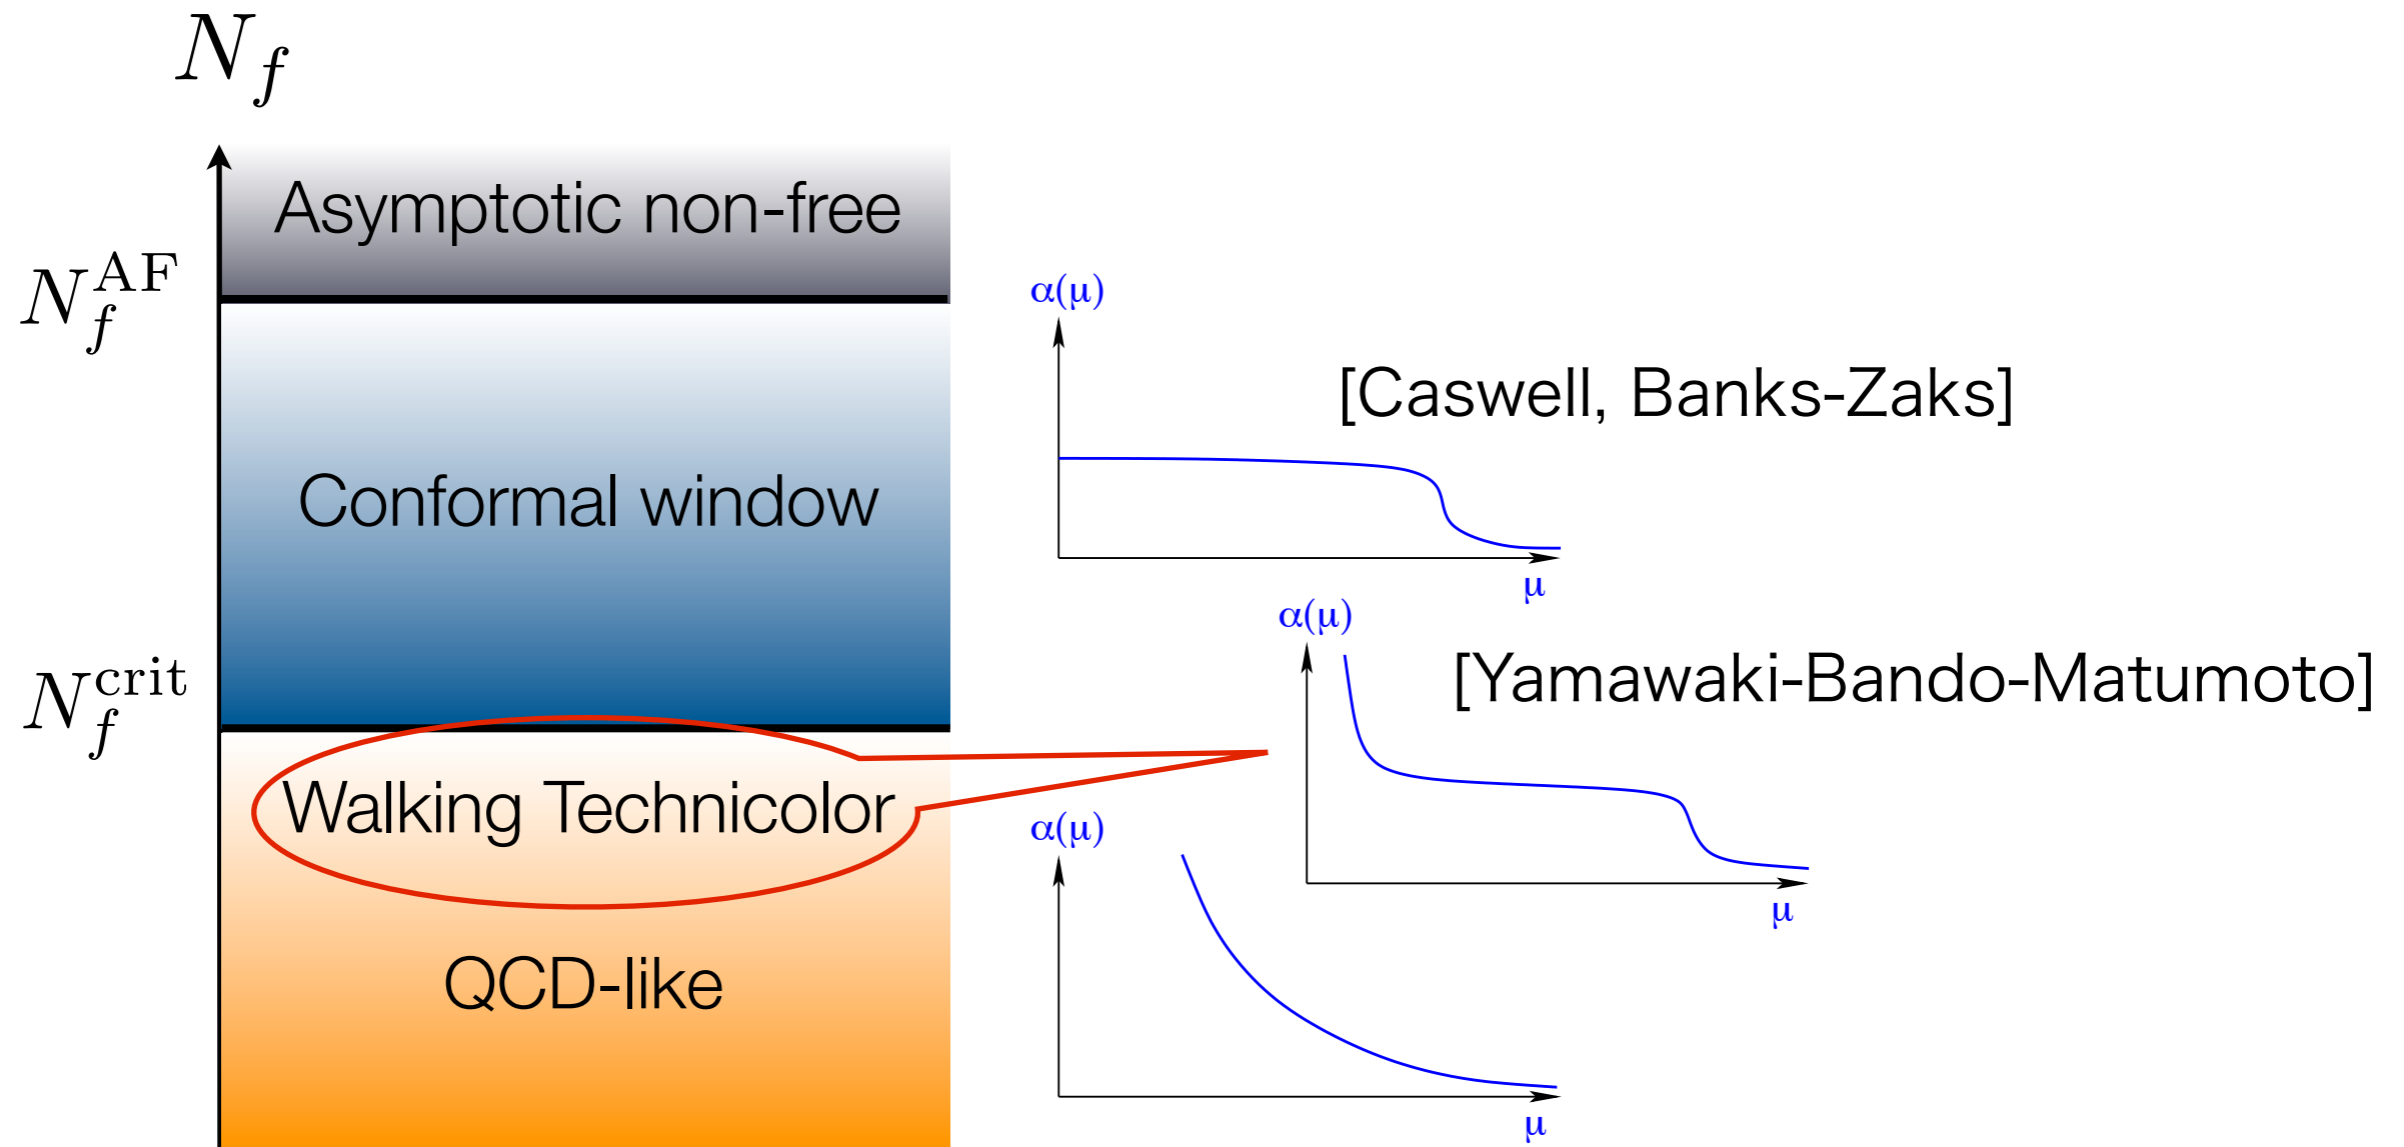 N_f
Asymptotic non-free
N_f^AF
α(μ)
[Caswell, Banks-Zaks]
Conformal window
μ
α(μ)
N_f^crit
[Yamawaki-Bando-Matumoto]
Walking Technicolor
α(μ)
μ
QCD-like
μ